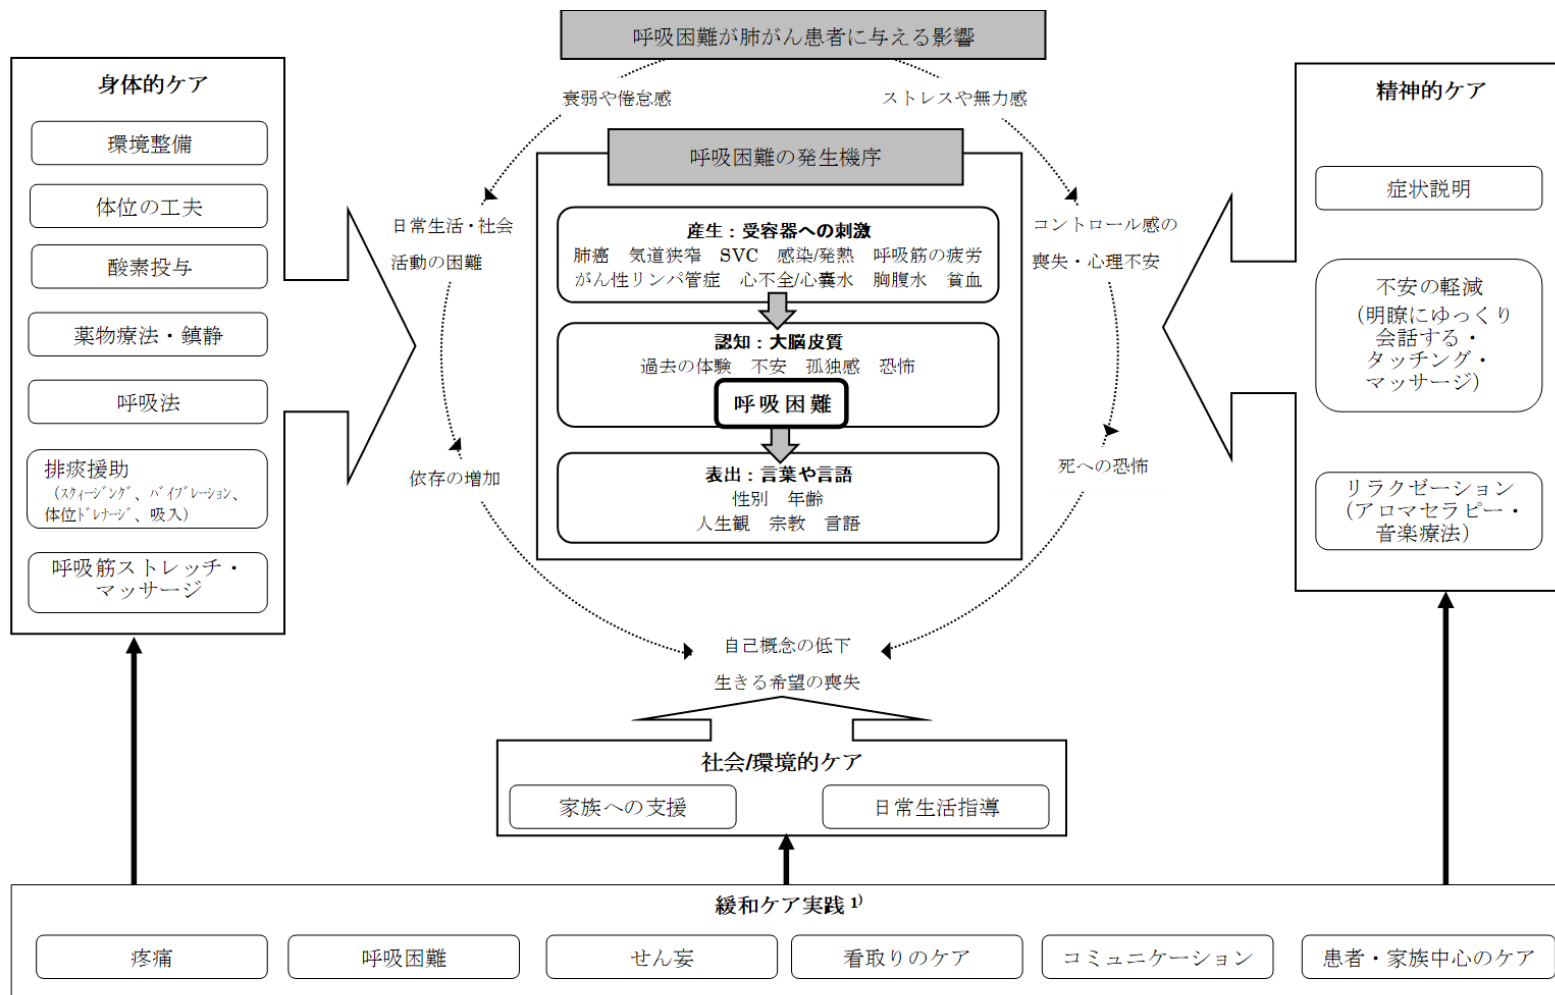 呼吸困難が肺がん患者に与える影響
衰弱や倦怠感
ストレスや無力感
日常生活・社会
活動の困難
コントロール感の
喪失・心理不安
依存の増加
死への恐怖
自己概念の低下
生きる希望の喪失
身体的ケア
環境整備
体位の工夫
酸素投与
薬物療法・鎮静
呼吸法
排痰援助
（ｽｸｨｰｼﾞﾝｸﾞ、ﾊﾞｲﾌﾞﾚｰｼｮﾝ、
体位ﾄﾞﾚﾅｰｼﾞ、吸入）
呼吸筋ストレッチ・
マッサージ
呼吸困難の発生機序
産生：受容器への刺激
肺癌　気道狭窄　SVC　感染/発熱　呼吸筋の疲労
がん性リンパ管症　心不全/心嚢水　胸腹水　貧血
認知：大脳皮質
過去の体験　不安　孤独感　恐怖
呼吸困難
表出：言葉や言語
性別　年齢
人生観　宗教　言語
精神的ケア
症状説明
不安の軽減
（明瞭にゆっくり
会話する・
タッチング・
マッサージ）
リラクゼーション
（アロマセラピー・
音楽療法）
社会/環境的ケア
家族への支援
日常生活指導
緩和ケア実践 1)
疼痛
呼吸困難
せん妄
看取りのケア
コミュニケーション
患者・家族中心のケア